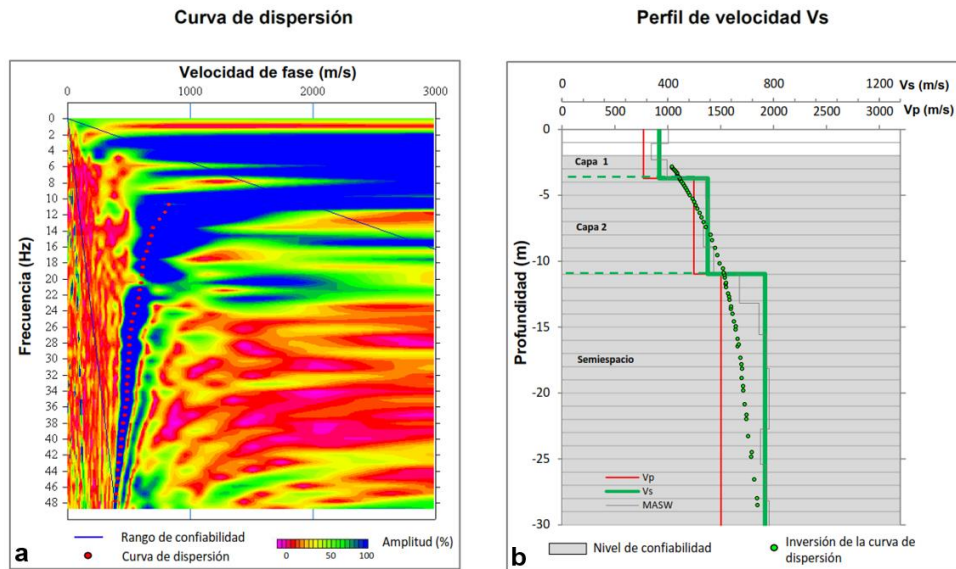 Curva de dispersión
Velocidad de fase (m/s)
0 1000 2000 3000
Frecuencia (Hz)
0
2
4
6
8
10
12
14
16
18
20
22
24
26
28
30
32
34
36
38
40
42
44
46
48
Rango de confiabilidad
Curva de dispersión
Amplitud (%)
0 50 100
a
Perfil de velocidad Vs
0 400 800 1200 Vs (m/s)
0 500 1000 1500 2000 2500 3000 Vp (m/s)
Profundidad (m)
0
-5
-10
-15
-20
-25
-30
Capa 1
Capa 2
Semiespacio
Vp
Vs
MASW
Nivel de confiabilidad
Inversión de la curva de
dispersión
b